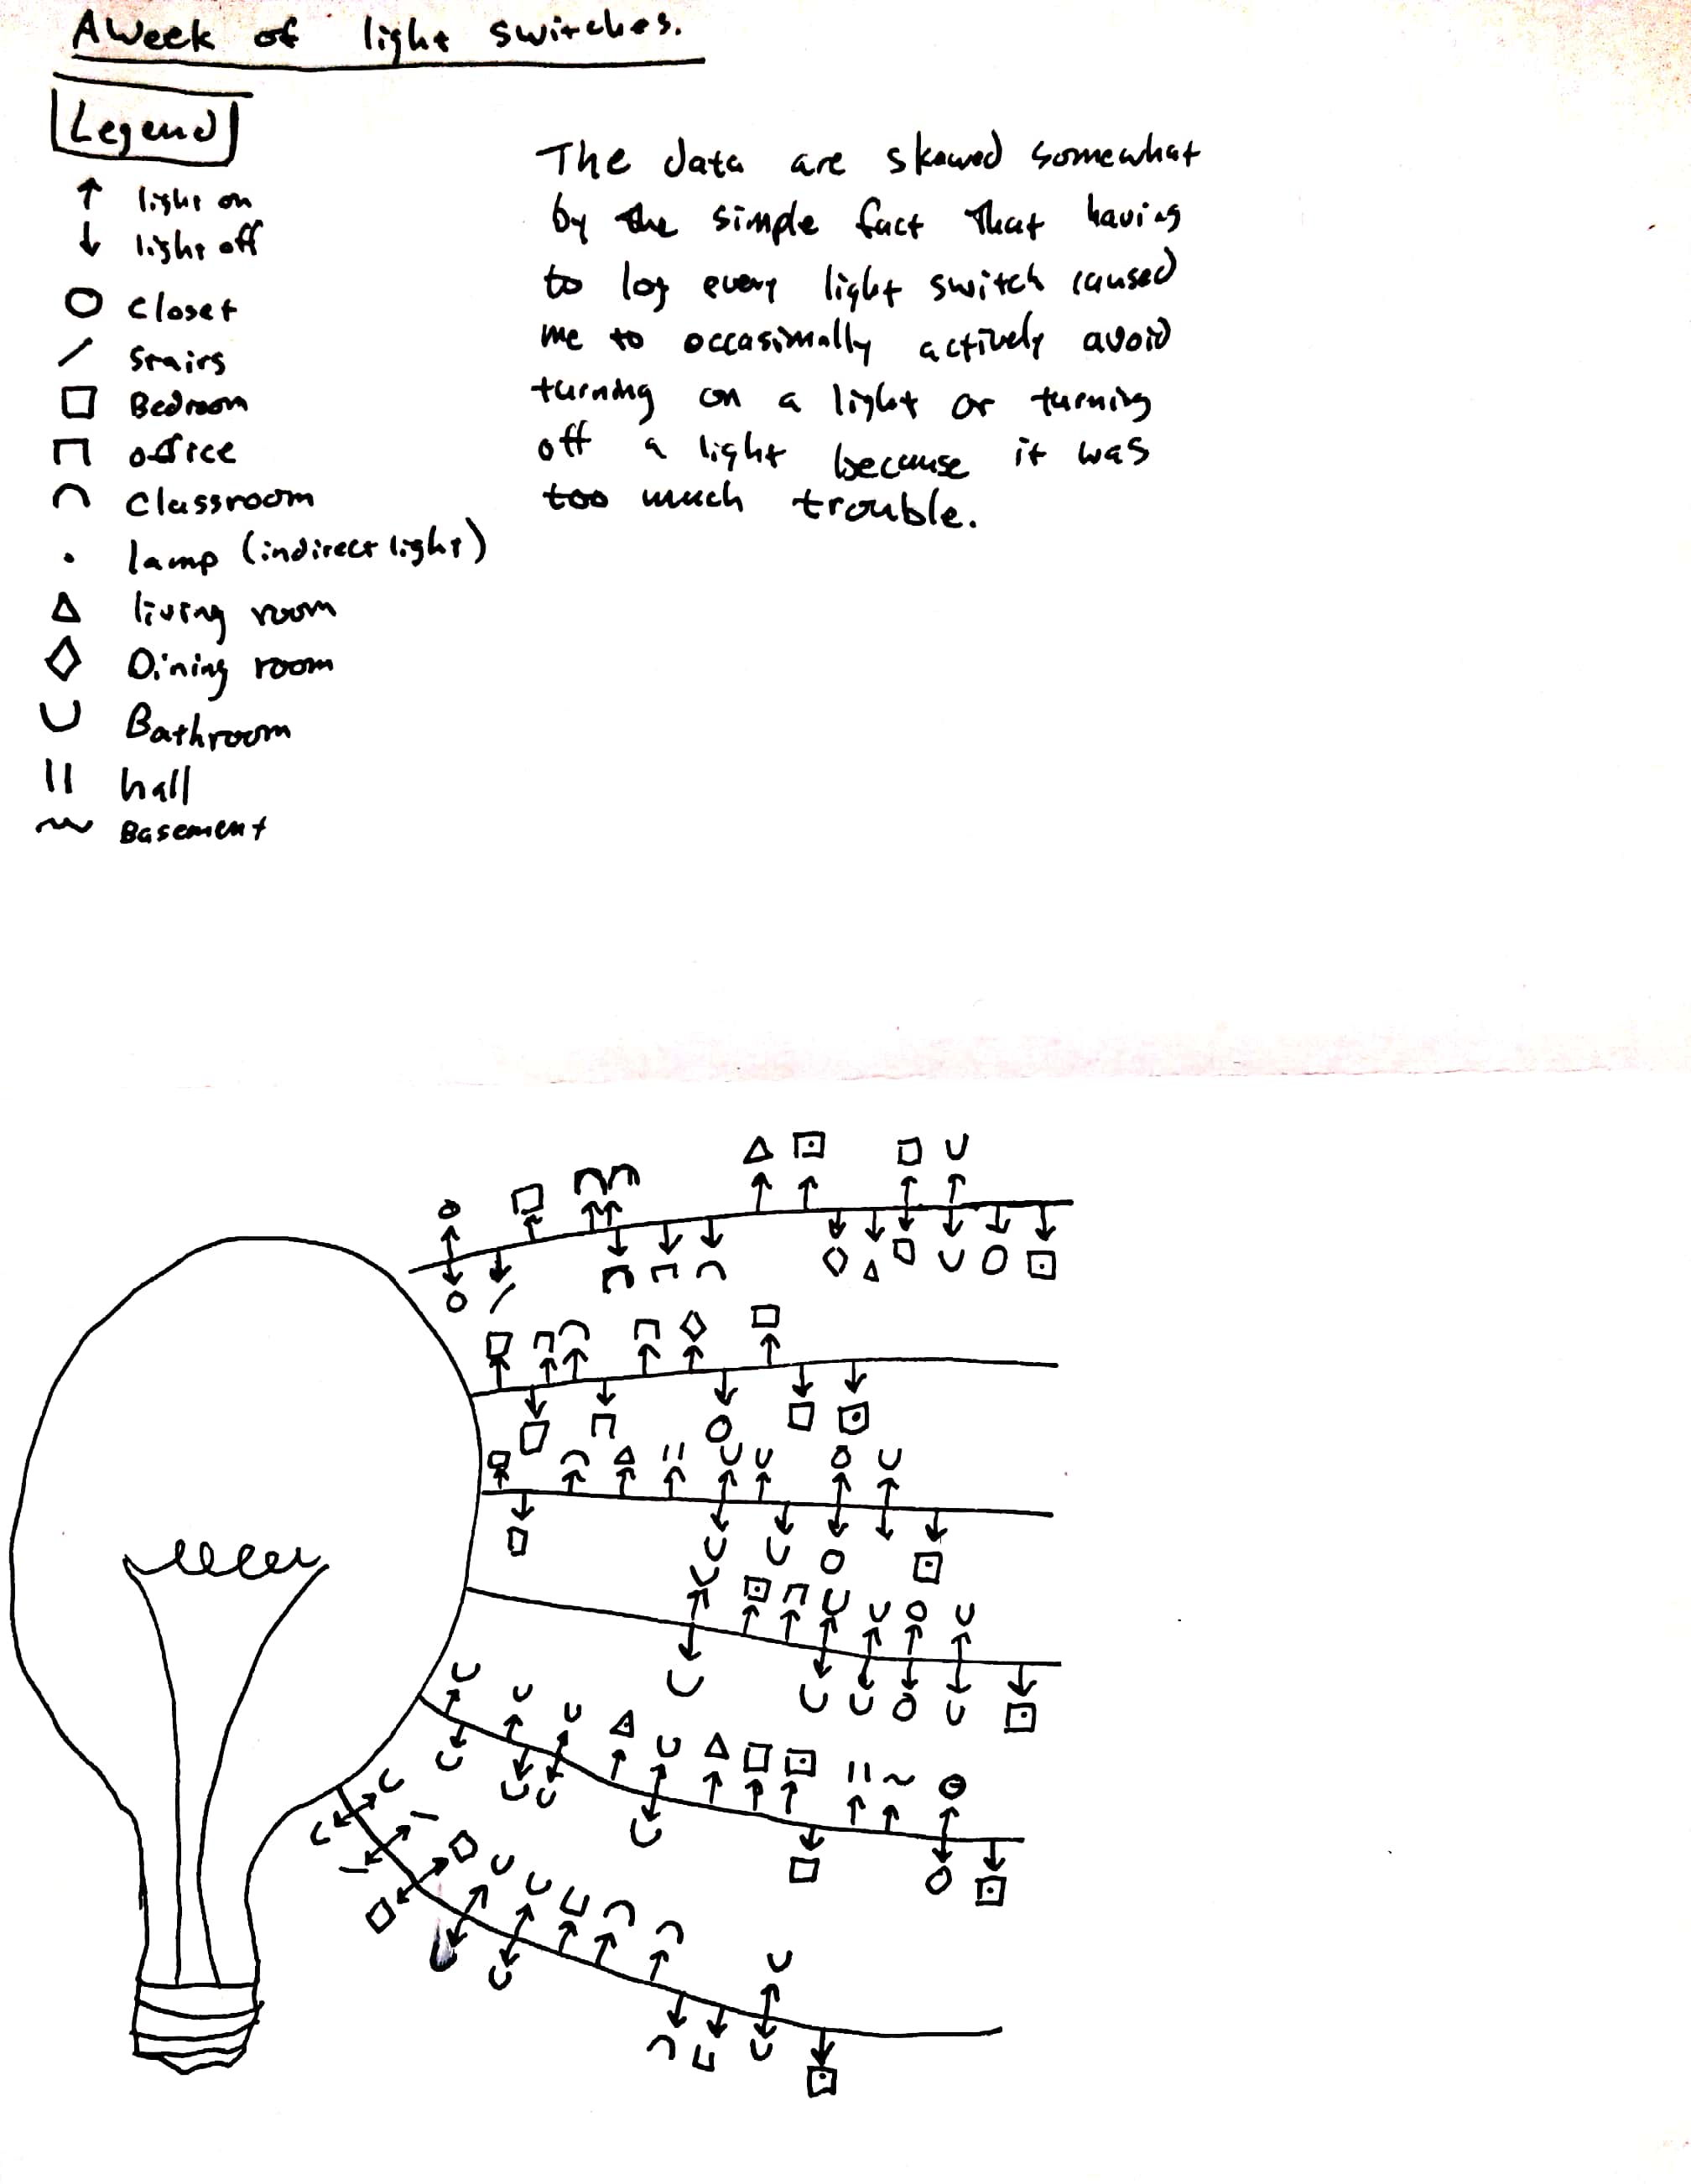 A Week of light switches.
Legend
↑ light on
↓ light off
○ Closet
/ Stairs
□ Bedroom
⊓ office
∩ Classroom
· lamp (indirect light)
△ living room
◇ Dining room
∪ Bathroom
|| hall
~ Basement
The data are skewed somewhat
by the simple fact that having
to log every light switch caused
me to occasionally actively avoid
turning on a light or turning
off a light because it was
too much trouble.